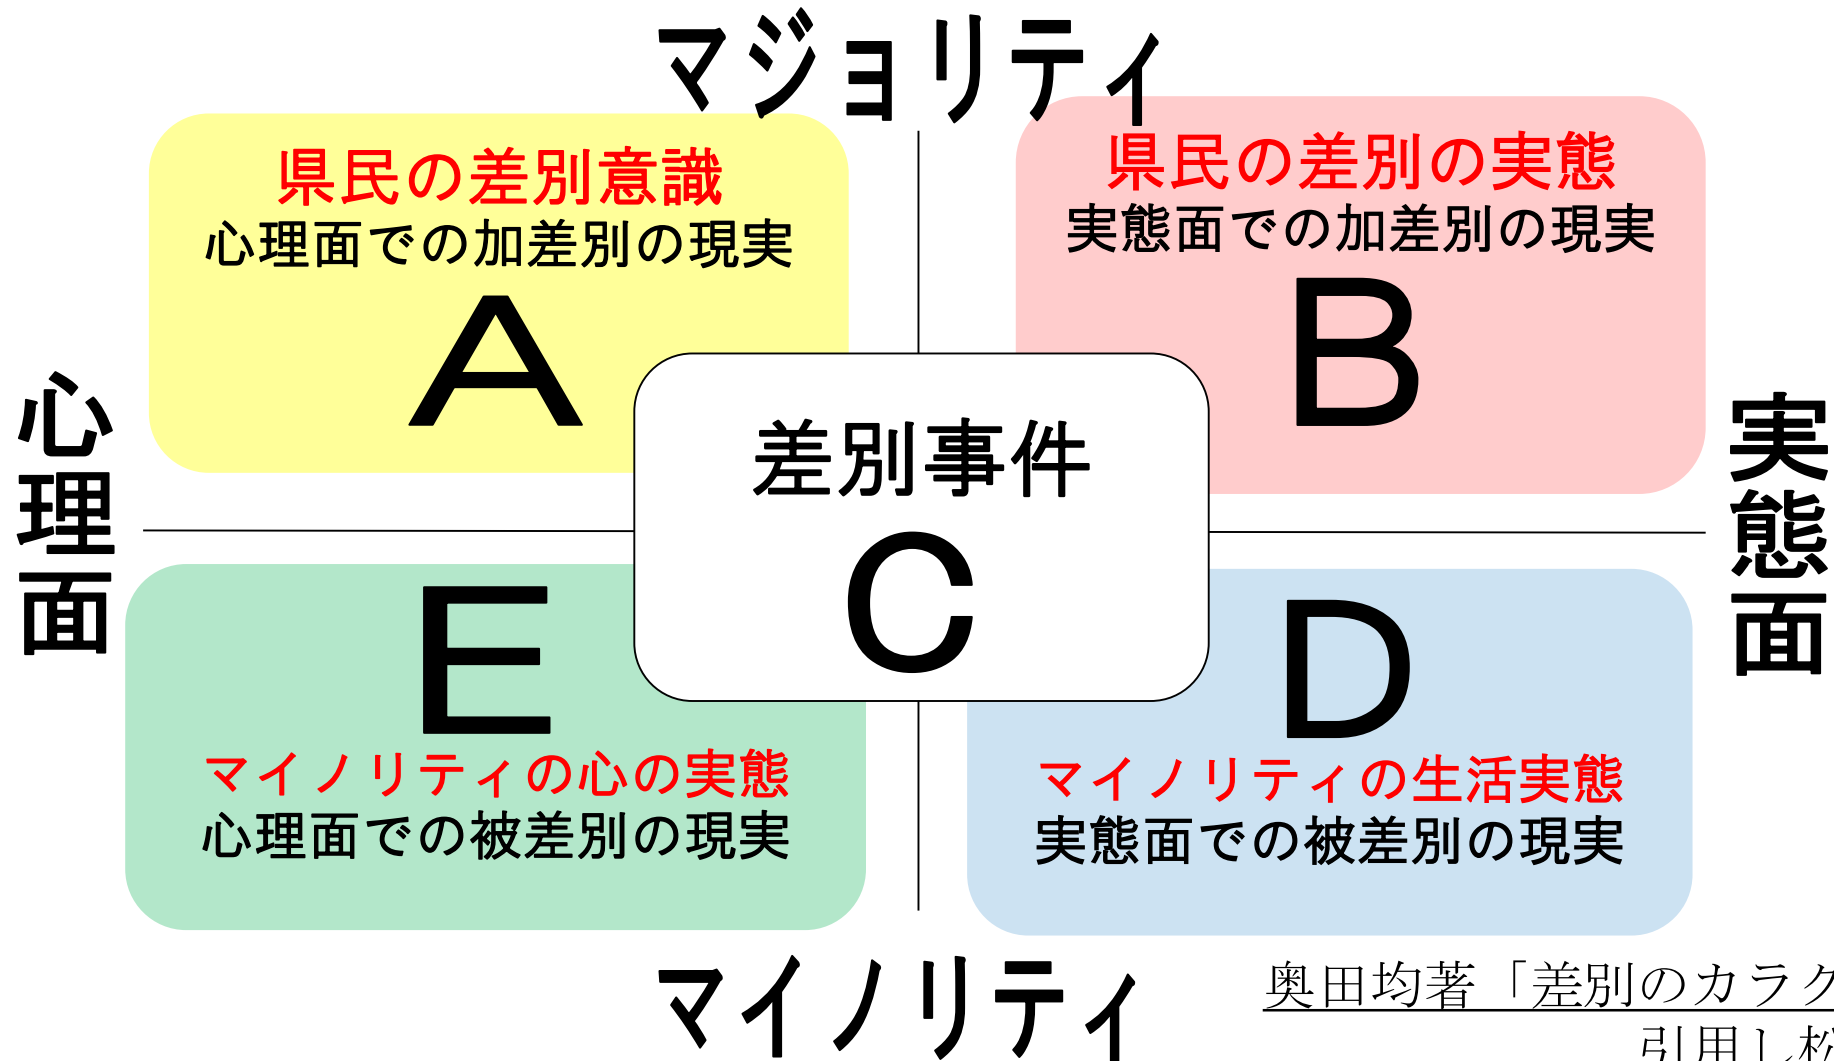 マジョリティ
県民の差別意識
心理面での加差別の現実
A
県民の差別の実態
実態面での加差別の現実
B
心理面
差別事件
C
実態面
E
マイノリティの心の実態
心理面での被差別の現実
D
マイノリティの生活実態
実態面での被差別の現実
マイノリティ
奥田均著「差別のカラク
引用し